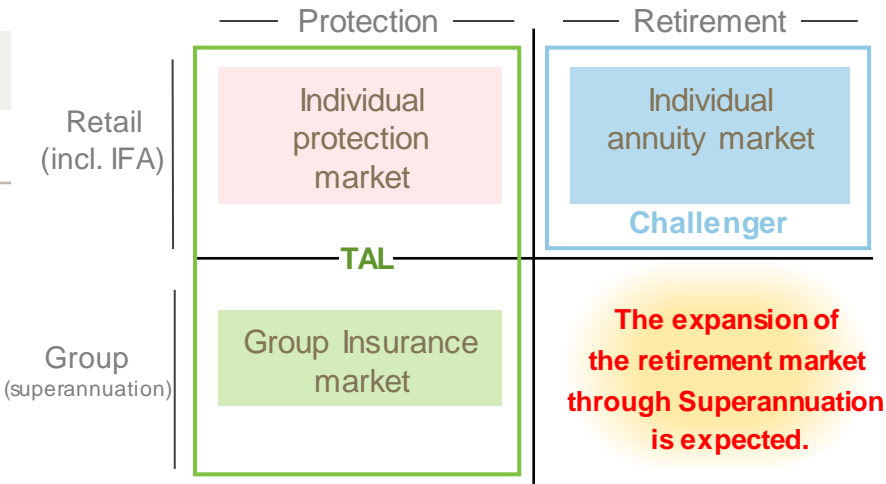 Protection
Retirement
Retail
(incl. IFA)
Individual
protection
market
Individual
annuity market
Challenger
TAL
Group
(superannuation)
Group Insurance
market
The expansion of
the retirement market
through Superannuation
is expected.